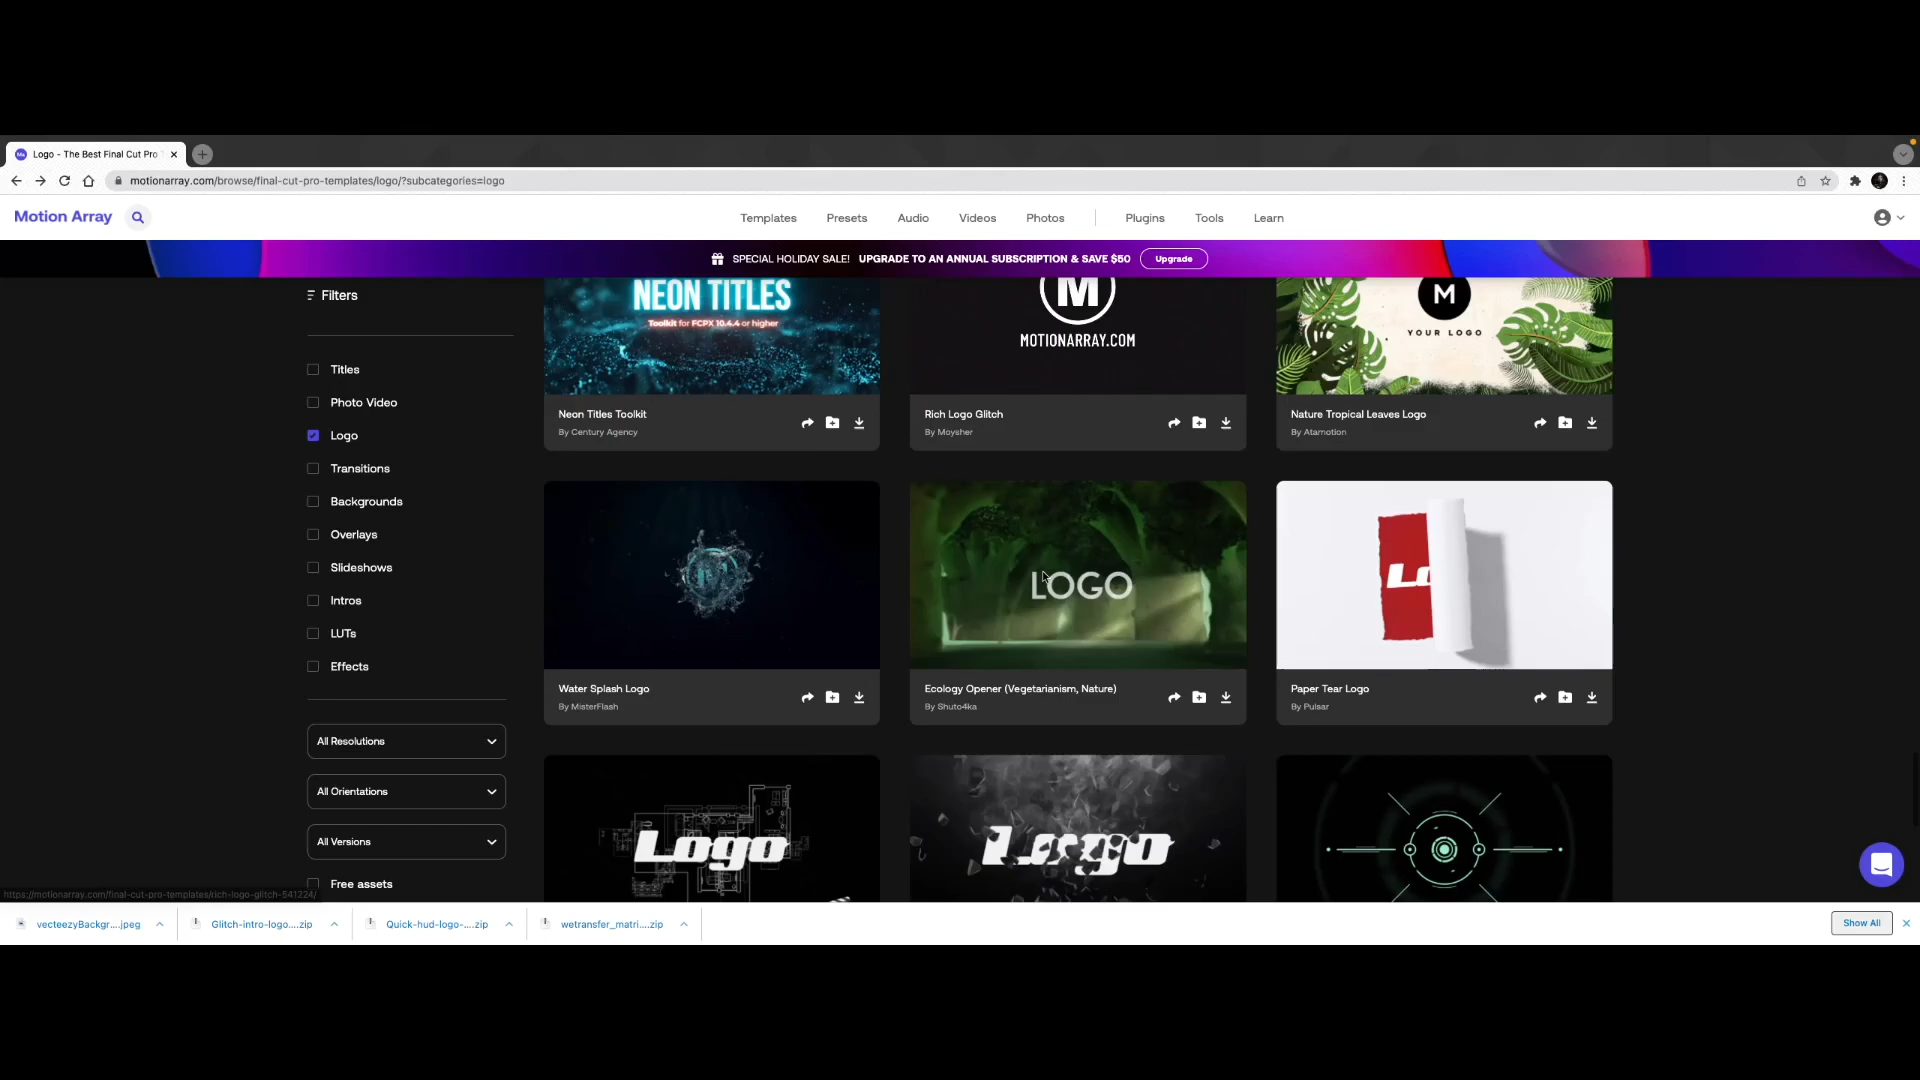 Logo - The Best Final Cut Pro
motionarray.com/browse/final-cut-pro-templates/logo/?subcategories=logo
Motion Array
Templates
Presets
Audio
Videos
Photos
Plugins
Tools
Learn
SPECIAL HOLIDAY SALE! UPGRADE TO AN ANNUAL SUBSCRIPTION & SAVE $50
Upgrade
Filters
Titles
Photo Video
Logo
Transitions
Backgrounds
Overlays
Slideshows
Intros
LUTs
Effects
All Resolutions
All Orientations
All Versions
Free assets
NEON TITLES
Toolkit for FCPX 10.4.4 or higher
Neon Titles Toolkit
By Century Agency
M
MOTIONARRAY.COM
Rich Logo Glitch
By Moysher
M
YOUR LOGO
Nature Tropical Leaves Logo
By Atamotion
Water Splash Logo
By MisterFlash
LOGO
Ecology Opener (Vegetarianism, Nature)
By Shuto4ka
Lo
Paper Tear Logo
By Pulsar
Logo
Logo
https://motionarray.com/final-cut-pro-templates/rich-logo-glitch-541224/
vecteezyBackgr....jpeg
Glitch-intro-logo....zip
Quick-hud-logo-....zip
wetransfer_matri....zip
Show All